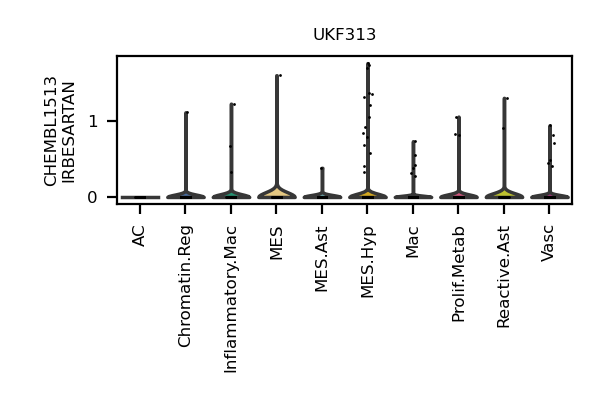 UKF313
CHEMBL1513
IRBESARTAN
1
0
AC
Chromatin.Reg
Inflammatory.Mac
MES
MES.Ast
MES.Hyp
Mac
Prolif.Metab
Reactive.Ast
Vasc